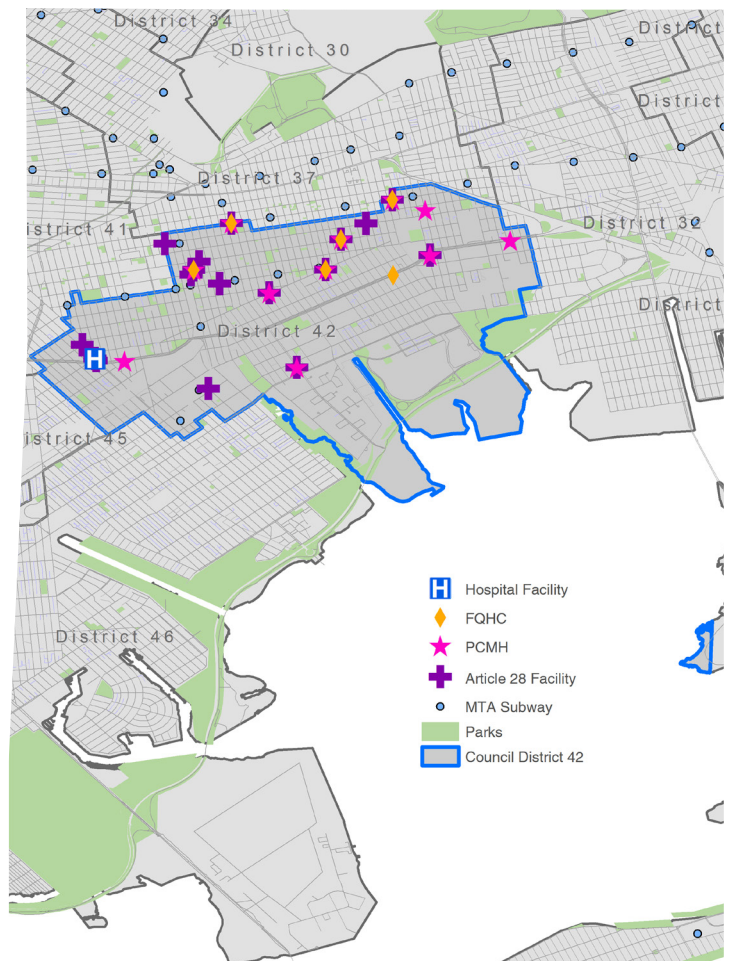 District 34
District
District 30
District
District 37
istrict 41
District 32
District
District 42
istrict 45
H
H
Hospital Facility
FQHC
PCMH
District 46
Article 28 Facility
MTA Subway
Parks
Council District 42